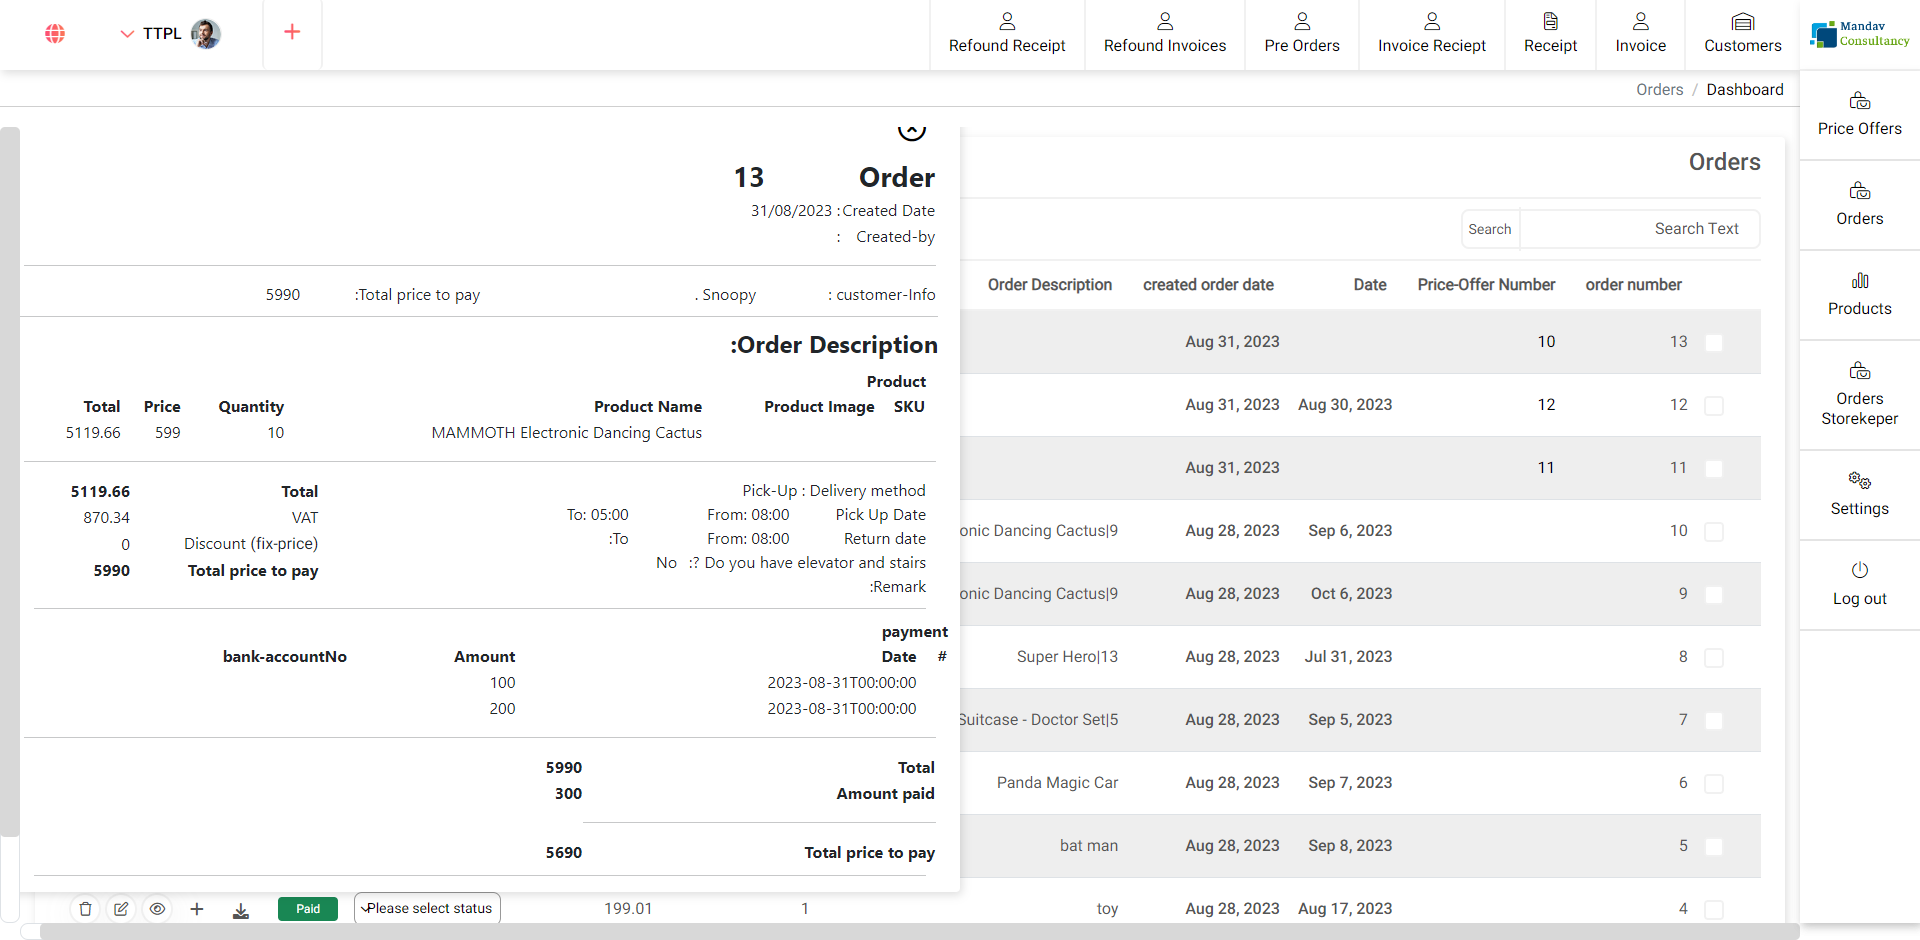 TTPL
+
Refound Receipt
Refound Invoices
Pre Orders
Invoice Reciept
Receipt
Invoice
Customers
Mandav
Consultancy
Orders / Dashboard
Price Offers
Orders
Products
Orders
Storekeper
Settings
Log out
13 Order
31/08/2023 : Created Date
: Created-by
5990 :Total price to pay . Snoopy : customer-Info
:Order Description
Product
Total Price Quantity Product Name Product Image SKU
5119.66 599 10 MAMMOTH Electronic Dancing Cactus
5119.66 Total
870.34 VAT
0 Discount (fix-price)
5990 Total price to pay
Pick-Up : Delivery method
To: 05:00 From: 08:00 Pick Up Date
:To From: 08:00 Return date
No :? Do you have elevator and stairs
:Remark
payment
bank-accountNo Amount Date #
100 2023-08-31T00:00:00
200 2023-08-31T00:00:00
5990 Total
300 Amount paid
5690 Total price to pay
Orders
Search Search Text
Order Description created order date Date Price-Offer Number order number
Aug 31, 2023 10 13
Aug 31, 2023 Aug 30, 2023 12 12
Aug 31, 2023 11 11
onic Dancing Cactus|9 Aug 28, 2023 Sep 6, 2023 10
onic Dancing Cactus|9 Aug 28, 2023 Oct 6, 2023 9
Super Hero|13 Aug 28, 2023 Jul 31, 2023 8
Suitcase - Doctor Set|5 Aug 28, 2023 Sep 5, 2023 7
Panda Magic Car Aug 28, 2023 Sep 7, 2023 6
bat man Aug 28, 2023 Sep 8, 2023 5
Paid Please select status 199.01 1 toy Aug 28, 2023 Aug 17, 2023 4